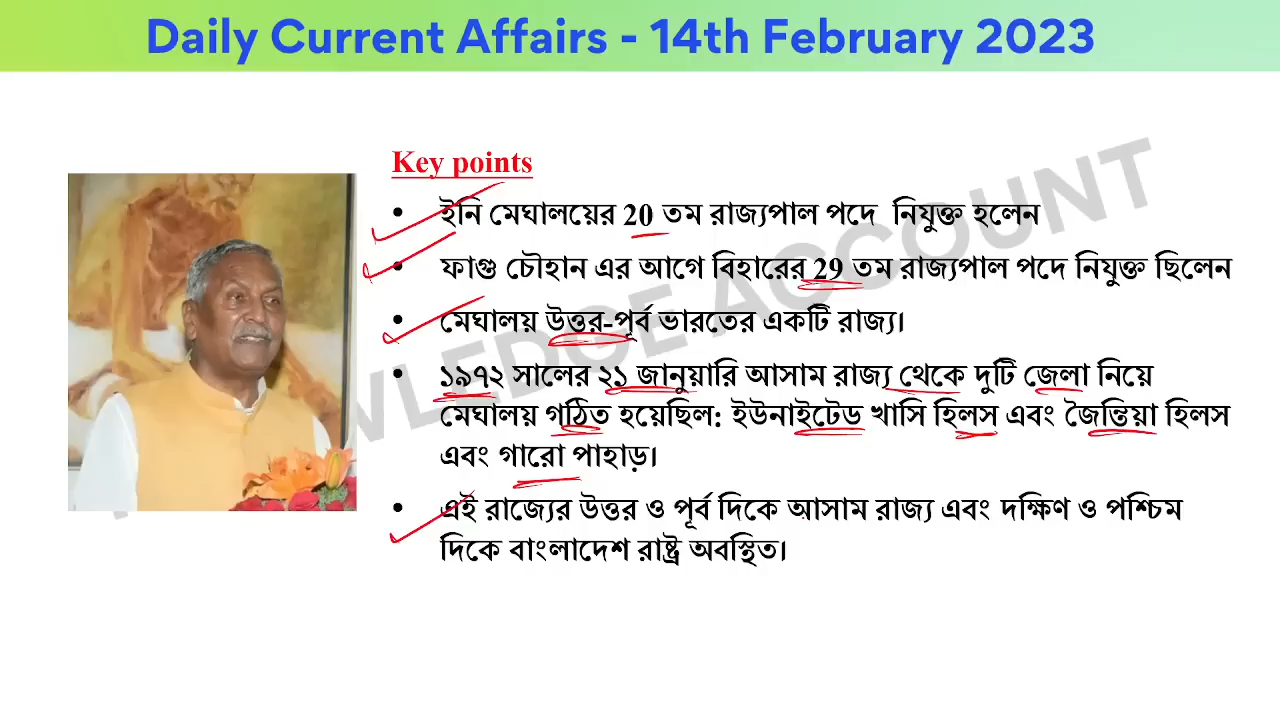 Daily Current Affairs - 14th February 2023
Key points
• ইনি মেঘালয়ের 20 তম রাজ্যপাল পদে নিযুক্ত হলেন
• ফাগু চৌহান এর আগে বিহারের 29 তম রাজ্যপাল পদে নিযুক্ত ছিলেন
• মেঘালয় উত্তর-পূর্ব ভারতের একটি রাজ্য।
• ১৯৭২ সালের ২১ জানুয়ারি আসাম রাজ্য থেকে দুটি জেলা নিয়ে
মেঘালয় গঠিত হয়েছিল: ইউনাইটেড খাসি হিলস এবং জৈন্তিয়া হিলস
এবং গারো পাহাড়।
• এই রাজ্যের উত্তর ও পূর্ব দিকে আসাম রাজ্য এবং দক্ষিণ ও পশ্চিম
দিকে বাংলাদেশ রাষ্ট্র অবস্থিত।
ACCOUNT